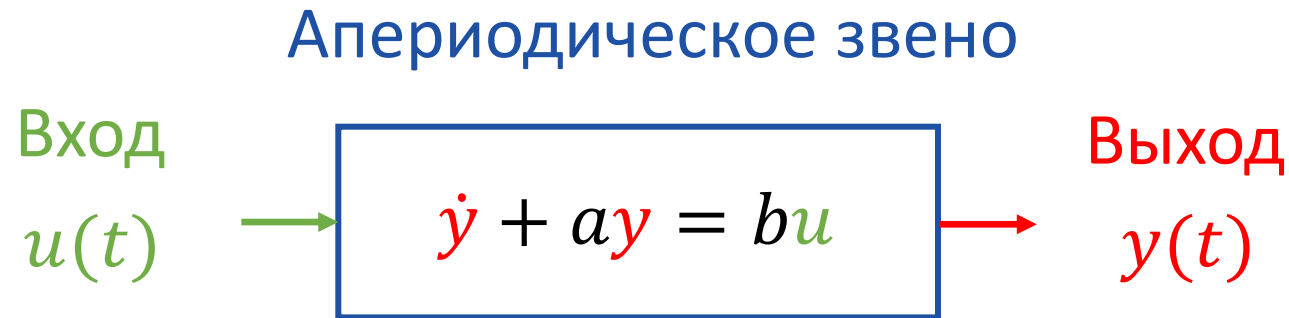 Апериодическое звено
Вход
u(t)
ẏ + ay = bu
Выход
y(t)